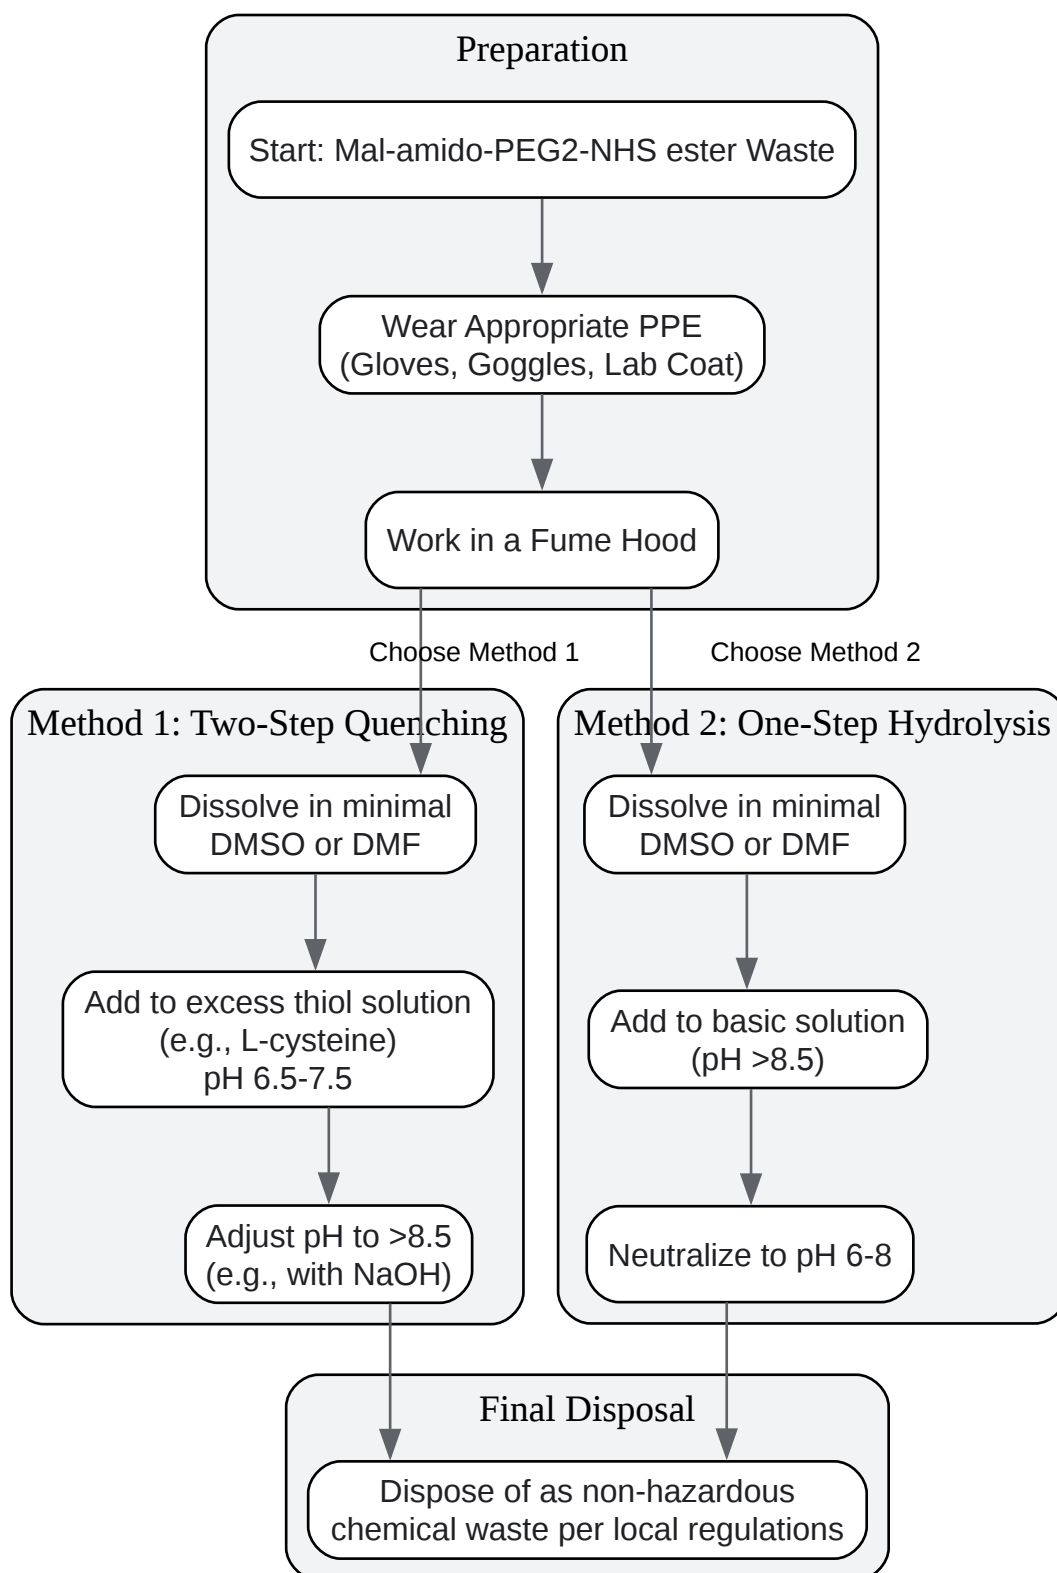 Preparation
Start: Mal-amido-PEG2-NHS ester Waste
Wear Appropriate PPE
(Gloves, Goggles, Lab Coat)
Work in a Fume Hood
Choose Method 1
Choose Method 2
Method 1: Two-Step Quenching
Dissolve in minimal
DMSO or DMF
Add to excess thiol solution
(e.g., L-cysteine)
pH 6.5-7.5
Adjust pH to >8.5
(e.g., with NaOH)
Method 2: One-Step Hydrolysis
Dissolve in minimal
DMSO or DMF
Add to basic solution
(pH >8.5)
Neutralize to pH 6-8
Final Disposal
Dispose of as non-hazardous
chemical waste per local regulations